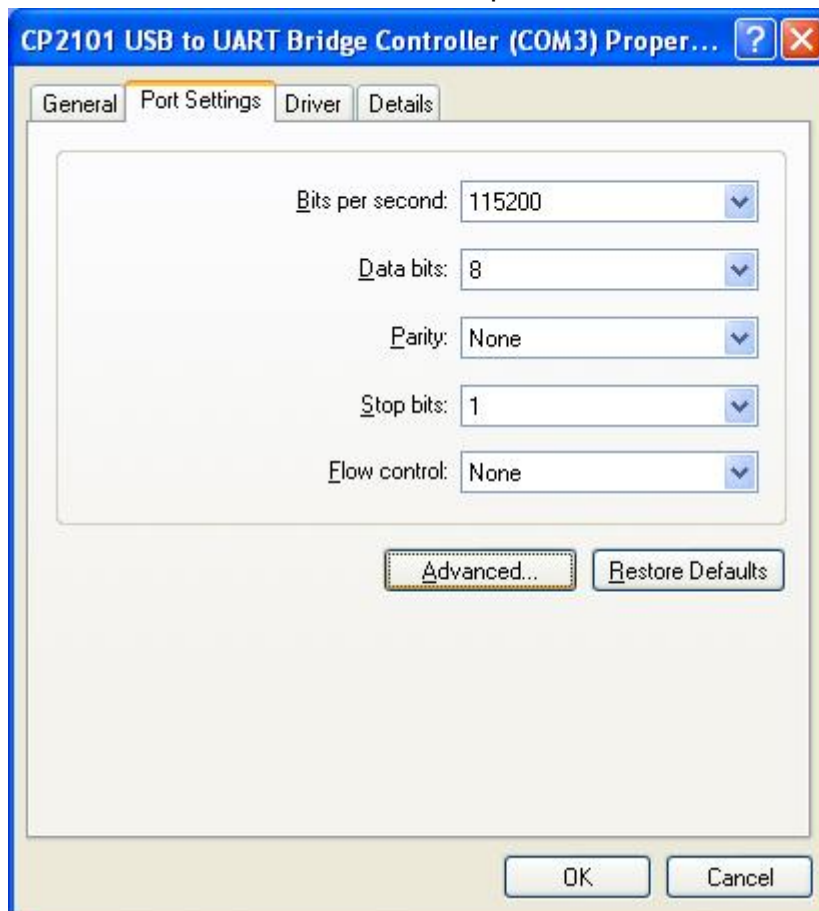 CP2101 USB to UART Bridge Controller (COM3) Proper... ?
General Port Settings Driver Details
Bits per second: 115200
Data bits: 8
Parity: None
Stop bits: 1
Flow control: None
Advanced... Restore Defaults
OK Cancel